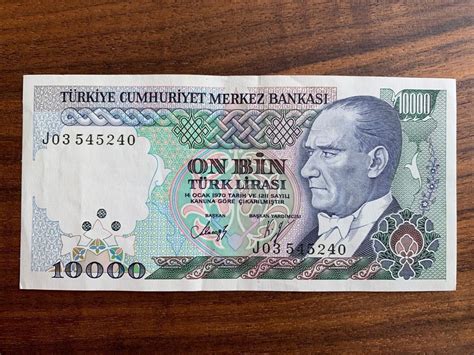 TÜRKİYE CUMHURİYET MERKEZ BANKASI
10000
J03 545240
ON BİN
TÜRK LİRASI
14 OCAK 1970 TARİH VE 1211 SAYILI
KANUNA GÖRE ÇIKARILMIŞTIR
BAŞKAN BAŞKAN YARDIMCISI
J03 545240
10000